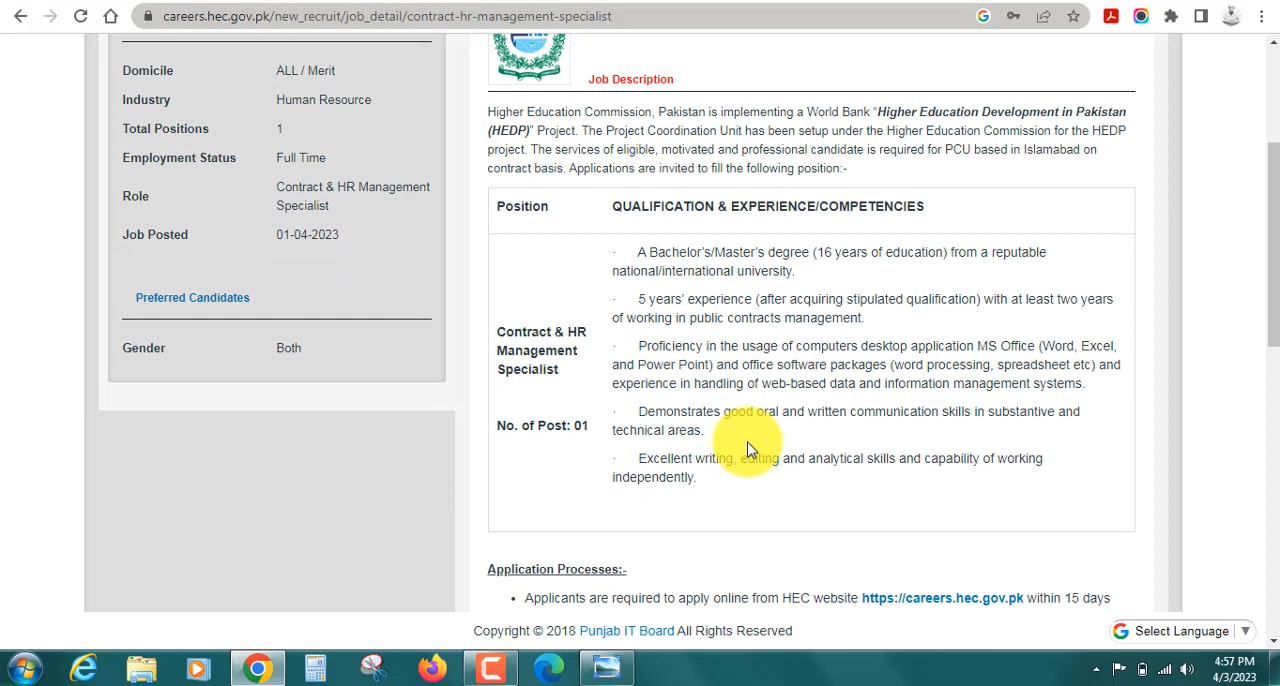 careers.hec.gov.pk/new_recruit/job_detail/contract-hr-management-specialist
Domicile ALL / Merit
Industry Human Resource
Total Positions 1
Employment Status Full Time
Role Contract & HR Management
Specialist
Job Posted 01-04-2023
Preferred Candidates
Gender Both
Job Description
Higher Education Commission, Pakistan is implementing a World Bank “Higher Education Development in Pakistan
(HEDP)” Project. The Project Coordination Unit has been setup under the Higher Education Commission for the HEDP
project. The services of eligible, motivated and professional candidate is required for PCU based in Islamabad on
contract basis. Applications are invited to fill the following position:-
Position QUALIFICATION & EXPERIENCE/COMPETENCIES
Contract & HR
Management
Specialist
No. of Post: 01
· A Bachelor’s/Master’s degree (16 years of education) from a reputable
national/international university.
· 5 years’ experience (after acquiring stipulated qualification) with at least two years
of working in public contracts management.
· Proficiency in the usage of computers desktop application MS Office (Word, Excel,
and Power Point) and office software packages (word processing, spreadsheet etc) and
experience in handling of web-based data and information management systems.
· Demonstrates good oral and written communication skills in substantive and
technical areas.
· Excellent writing, editing and analytical skills and capability of working
independently.
Application Processes:-
• Applicants are required to apply online from HEC website https://careers.hec.gov.pk within 15 days
Copyright © 2018 Punjab IT Board All Rights Reserved
Select Language ▼
4:57 PM
4/3/2023